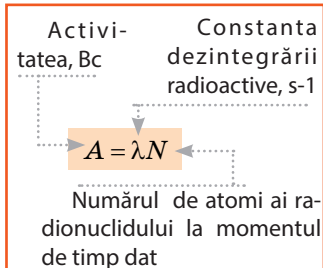 Activi-
tatea, Bc
Constanta
dezintegrării
radioactive, s-1
A = λN
Numărul de atomi ai ra-
dionuclidului la momentul
de timp dat